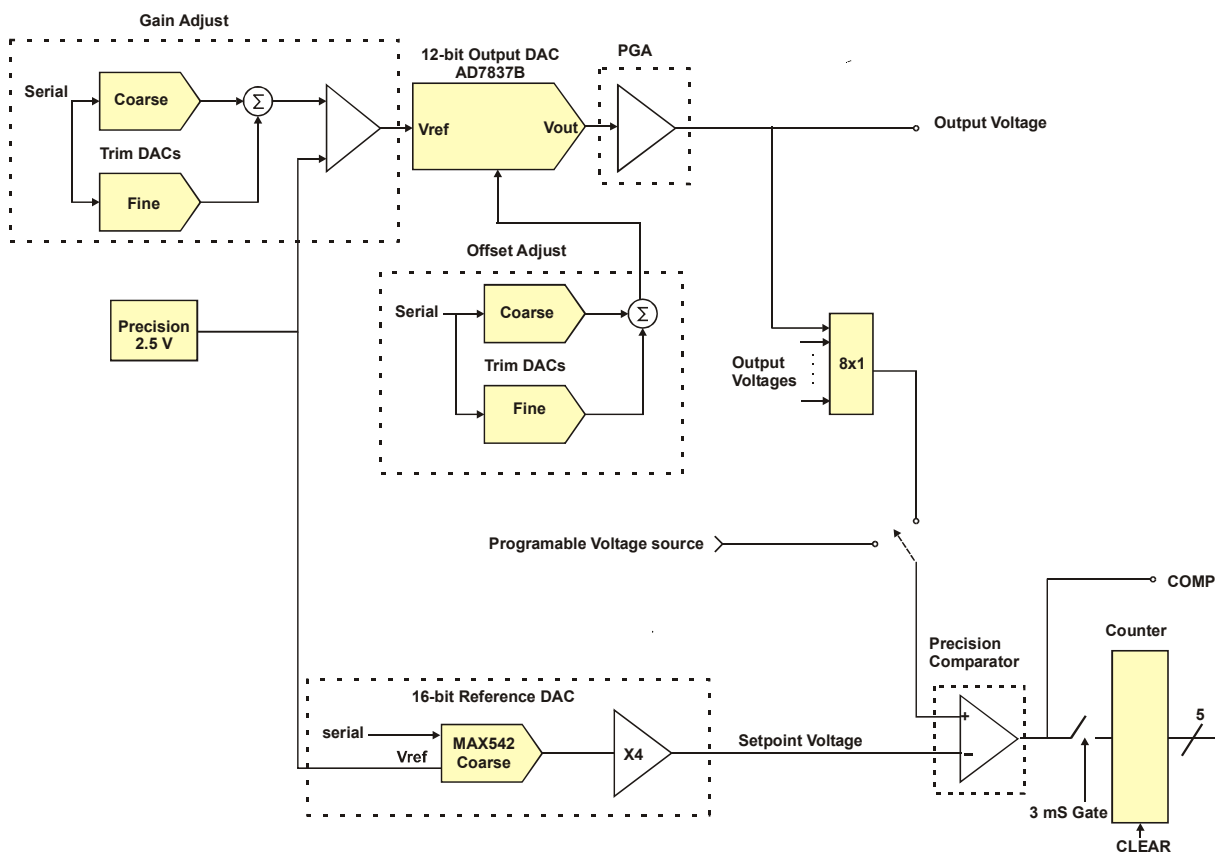 Gain Adjust
Serial
Coarse
Σ
Trim DACs
Fine
12-bit Output DAC
AD7837B
Vref
Vout
PGA
Output Voltage
Offset Adjust
Serial
Coarse
Σ
Trim DACs
Fine
Precision
2.5 V
Output
Voltages
8x1
Programable Voltage source
COMP
Counter
Precision
Comparator
16-bit Reference DAC
serial
Vref
MAX542
Coarse
X4
Setpoint Voltage
+
–
5
3 mS Gate
CLEAR